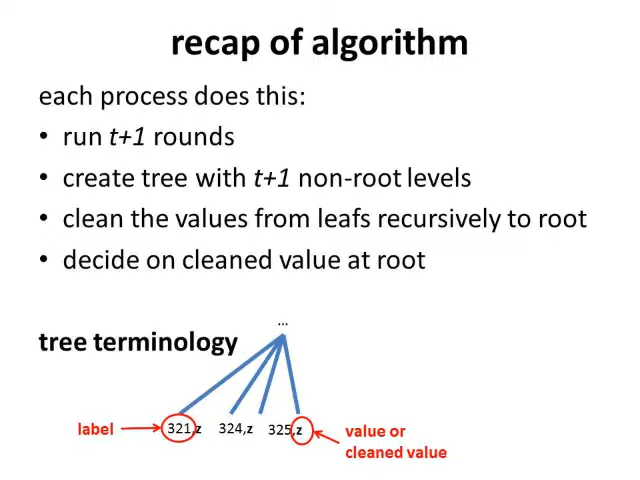 recap of algorithm
each process does this:
• run t+1 rounds
• create tree with t+1 non-root levels
• clean the values from leafs recursively to root
• decide on cleaned value at root
...
tree terminology
label 321,z 324,z 325,z value or
cleaned value